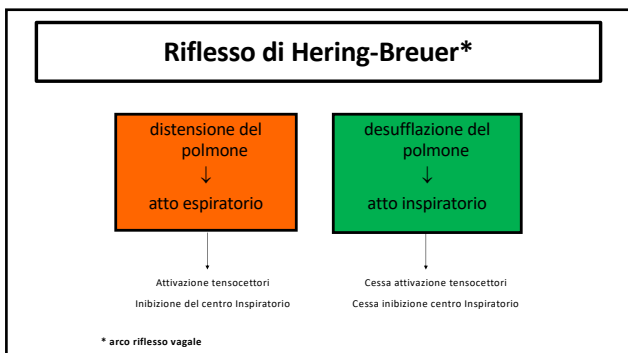 Riflesso di Hering-Breuer*
distensione del
polmone
↓
atto espiratorio
desufflazione del
polmone
↓
atto inspiratorio
Attivazione tensocettori
Inibizione del centro Inspiratorio
Cessa attivazione tensocettori
Cessa inibizione centro Inspiratorio
* arco riflesso vagale